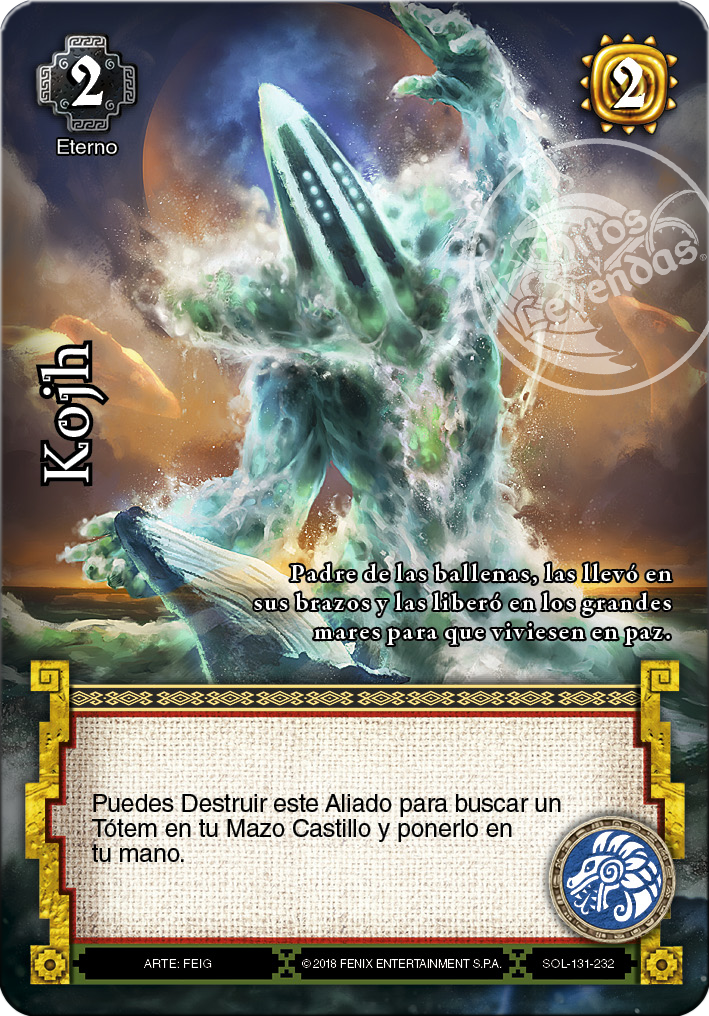 2
Eterno
2
Mitos
y
Leyendas
Kojh
Padre de las ballenas, las llevó en
sus brazos y las liberó en los grandes
mares para que viviesen en paz.
Puedes Destruir este Aliado para buscar un
Tótem en tu Mazo Castillo y ponerlo en
tu mano.
ARTE: FEIG
© 2018 FENIX ENTERTAINMENT S.P.A.
SOL-131-232